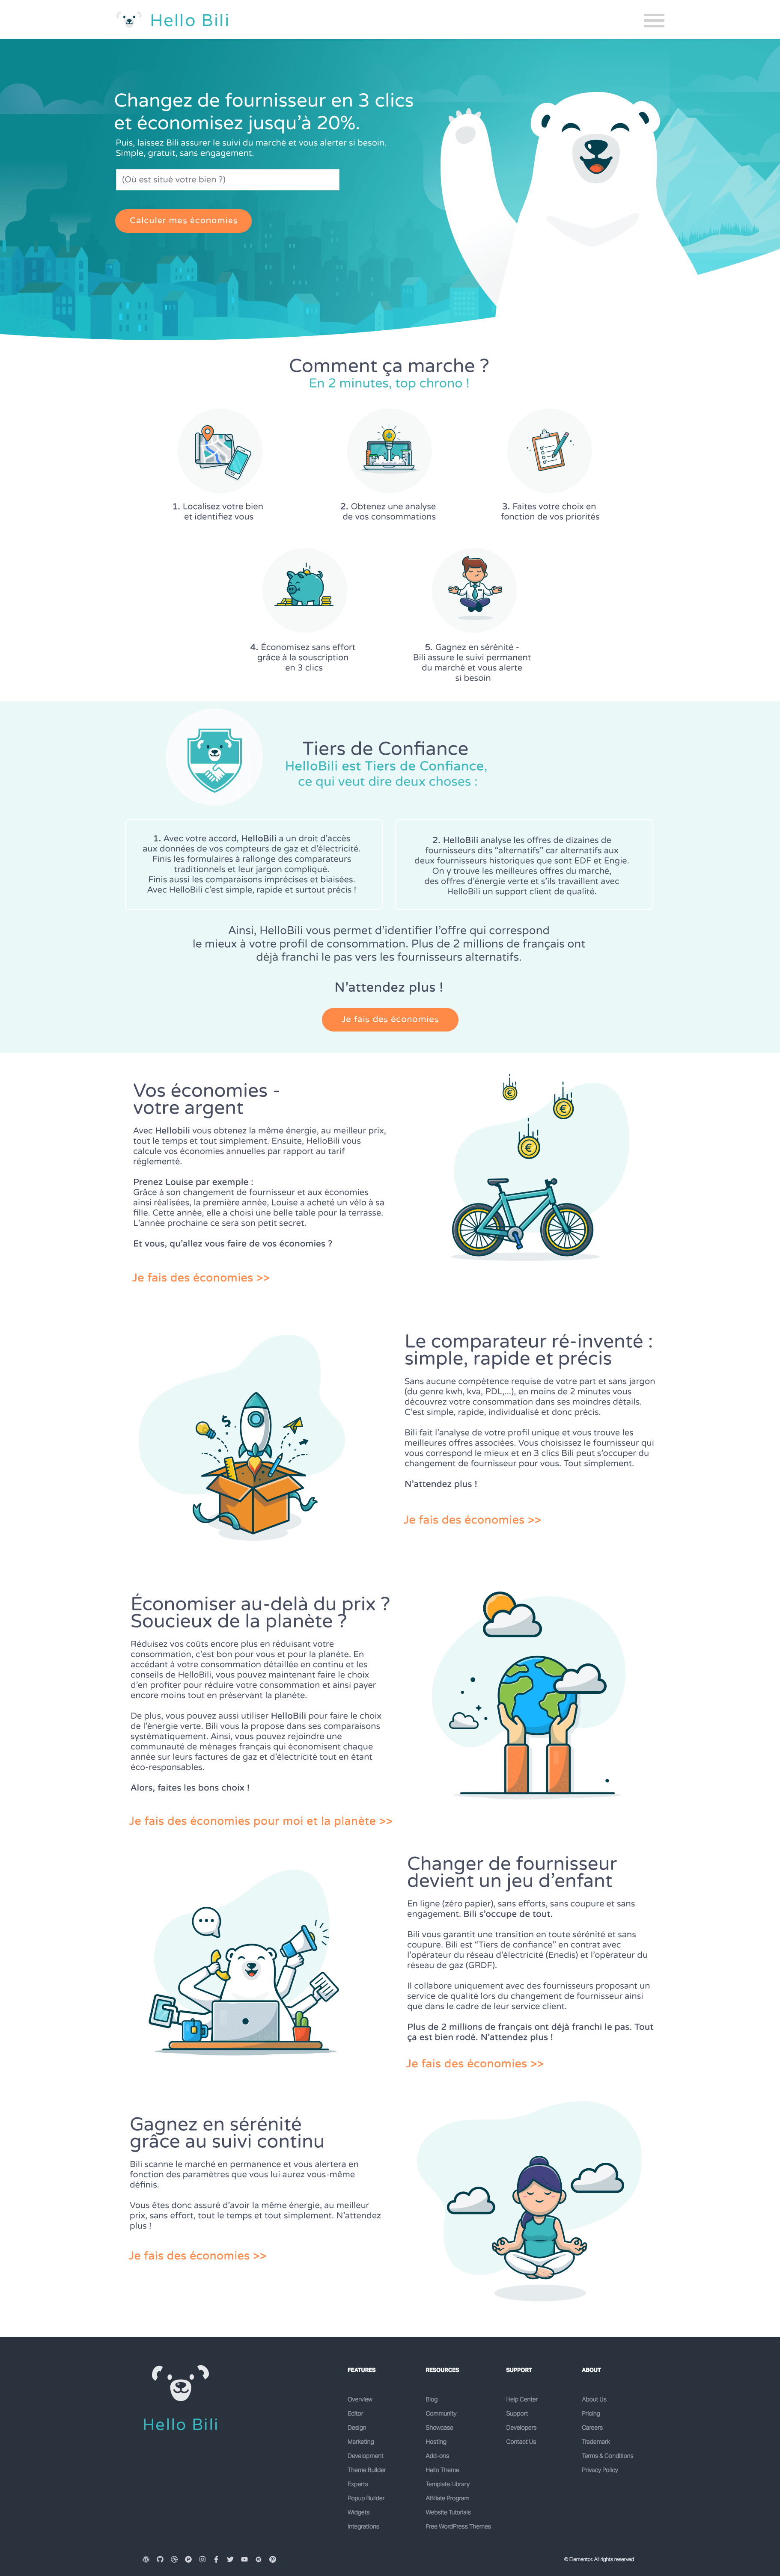 Hello Bili
Changez de fournisseur en 3 clics
et économisez jusqu'à 20%.
Puis, laissez Bili assurer le suivi du marché et vous alerter si besoin.
Simple, gratuit, sans engagement.
(Où est situé votre bien ?)
Calculer mes économies
Comment ça marche ?
En 2 minutes, top chrono !
1. Localisez votre bien
et identifiez vous
2. Obtenez une analyse
de vos consommations
3. Faites votre choix en
fonction de vos priorités
4. Économisez sans effort
grâce à la souscription
en 3 clics
5. Gagnez en sérénité -
Bili assure le suivi permanent
du marché et vous alerte
si besoin
Tiers de Confiance
HelloBili est Tiers de Confiance,
ce qui veut dire deux choses :
1. Avec votre accord, HelloBili a un droit d'accès
aux données de vos compteurs de gaz et d'électricité.
Finis les formulaires à rallonge des comparateurs
traditionnels et leur jargon compliqué.
Finis aussi les comparaisons imprécises et biaisées.
Avec HelloBili c'est simple, rapide et surtout précis !
2. HelloBili analyse les offres de dizaines de
fournisseurs dits "alternatifs" car alternatifs aux
deux fournisseurs historiques que sont EDF et Engie.
On y trouve les meilleures offres du marché,
des offres d'énergie verte et s'ils travaillent avec
HelloBili un support client de qualité.
Ainsi, HelloBili vous permet d'identifier l'offre qui correspond
le mieux à votre profil de consommation. Plus de 2 millions de français ont
déjà franchi le pas vers les fournisseurs alternatifs.
N'attendez plus !
Je fais des économies
Vos économies -
votre argent
Avec Hellobili vous obtenez la même énergie, au meilleur prix,
tout le temps et tout simplement. Ensuite, HelloBili vous
calcule vos économies annuelles par rapport au tarif
règlementé.
Prenez Louise par exemple :
Grâce à son changement de fournisseur et aux économies
ainsi réalisées, la première année, Louise a acheté un vélo à sa
fille. Cette année, elle a choisi une belle table pour la terrasse.
L'année prochaine ce sera son petit secret.
Et vous, qu'allez vous faire de vos économies ?
Je fais des économies >>
Le comparateur ré-inventé :
simple, rapide et précis
Sans aucune compétence requise de votre part et sans jargon
(du genre kwh, kva, PDL,...), en moins de 2 minutes vous
découvrez votre consommation dans ses moindres détails.
C'est simple, rapide, individualisé et donc précis.
Bili fait l'analyse de votre profil unique et vous trouve les
meilleures offres associées. Vous choisissez le fournisseur qui
vous correspond le mieux et en 3 clics Bili peut s'occuper du
changement de fournisseur pour vous. Tout simplement.
N'attendez plus !
Je fais des économies >>
Économiser au-delà du prix ?
Soucieux de la planète ?
Réduisez vos coûts encore plus en réduisant votre
consommation, c'est bon pour vous et pour la planète. En
accédant à votre consommation détaillée en continu et les
conseils de HelloBili, vous pouvez maintenant faire le choix
d'en profiter pour réduire votre consommation et ainsi payer
encore moins tout en préservant la planète.
De plus, vous pouvez aussi utiliser HelloBili pour faire le choix
de l'énergie verte. Bili vous la propose dans ses comparaisons
systématiquement. Ainsi, vous pouvez rejoindre une
communauté de ménages français qui économisent chaque
année sur leurs factures de gaz et d'électricité tout en étant
éco-responsables.
Alors, faites les bons choix !
Je fais des économies pour moi et la planète >>
Changer de fournisseur
devient un jeu d'enfant
En ligne (zéro papier), sans efforts, sans coupure et sans
engagement. Bili s'occupe de tout.
Bili vous garantit une transition en toute sérénité et sans
coupure. Bili est "Tiers de confiance" en contrat avec
l'opérateur du réseau d'électricité (Enedis) et l'opérateur du
réseau de gaz (GRDF).
Il collabore uniquement avec des fournisseurs proposant un
service de qualité lors du changement de fournisseur ainsi
que dans le cadre de leur service client.
Plus de 2 millions de français ont déjà franchi le pas. Tout
ça est bien rodé. N'attendez plus !
Je fais des économies >>
Gagnez en sérénité
grâce au suivi continu
Bili scanne le marché en permanence et vous alertera en
fonction des paramètres que vous lui aurez vous-même
définis.
Vous êtes donc assuré d'avoir la même énergie, au meilleur
prix, sans effort, tout le temps et tout simplement. N'attendez
plus !
Je fais des économies >>
Hello Bili
FEATURES
Overview
Editor
Design
Marketing
Development
Theme Builder
Experts
Popup Builder
Widgets
Integrations
RESOURCES
Blog
Community
Showcase
Hosting
Add-ons
Hello Theme
Template Library
Affiliate Program
Website Tutorials
Free WordPress Themes
SUPPORT
Help Center
Support
Developers
Contact Us
ABOUT
About Us
Pricing
Careers
Trademark
Terms & Conditions
Privacy Policy
© Elementor. All rights reserved